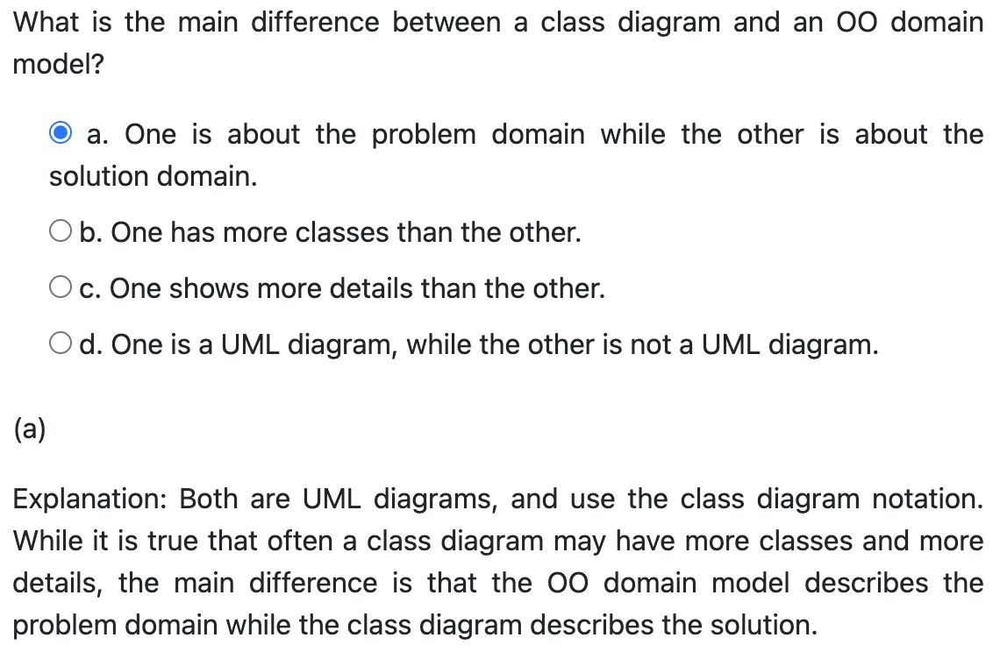 What is the main difference between a class diagram and an OO domain
model?
a. One is about the problem domain while the other is about the
solution domain.
b. One has more classes than the other.
c. One shows more details than the other.
d. One is a UML diagram, while the other is not a UML diagram.
(a)
Explanation: Both are UML diagrams, and use the class diagram notation.
While it is true that often a class diagram may have more classes and more
details, the main difference is that the OO domain model describes the
problem domain while the class diagram describes the solution.